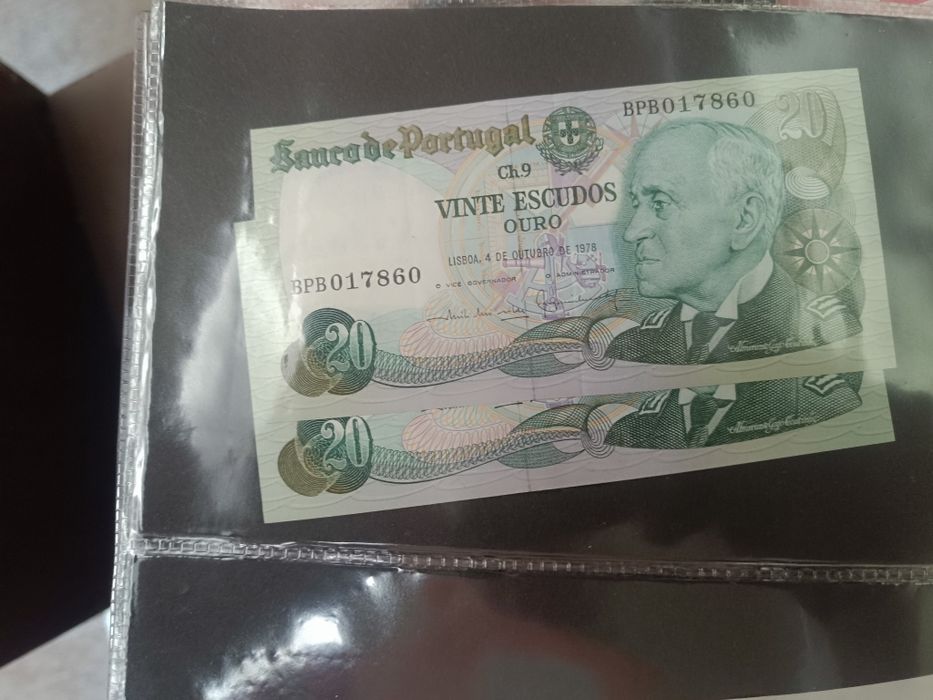 BPB017860
20
Banco de Portugal
Ch.9
VINTE ESCUDOS
OURO
LISBOA, 4 DE OUTUBRO DE 1978
O VICE GOVERNADOR
O ADMINISTRADOR
BPB017860
20
20